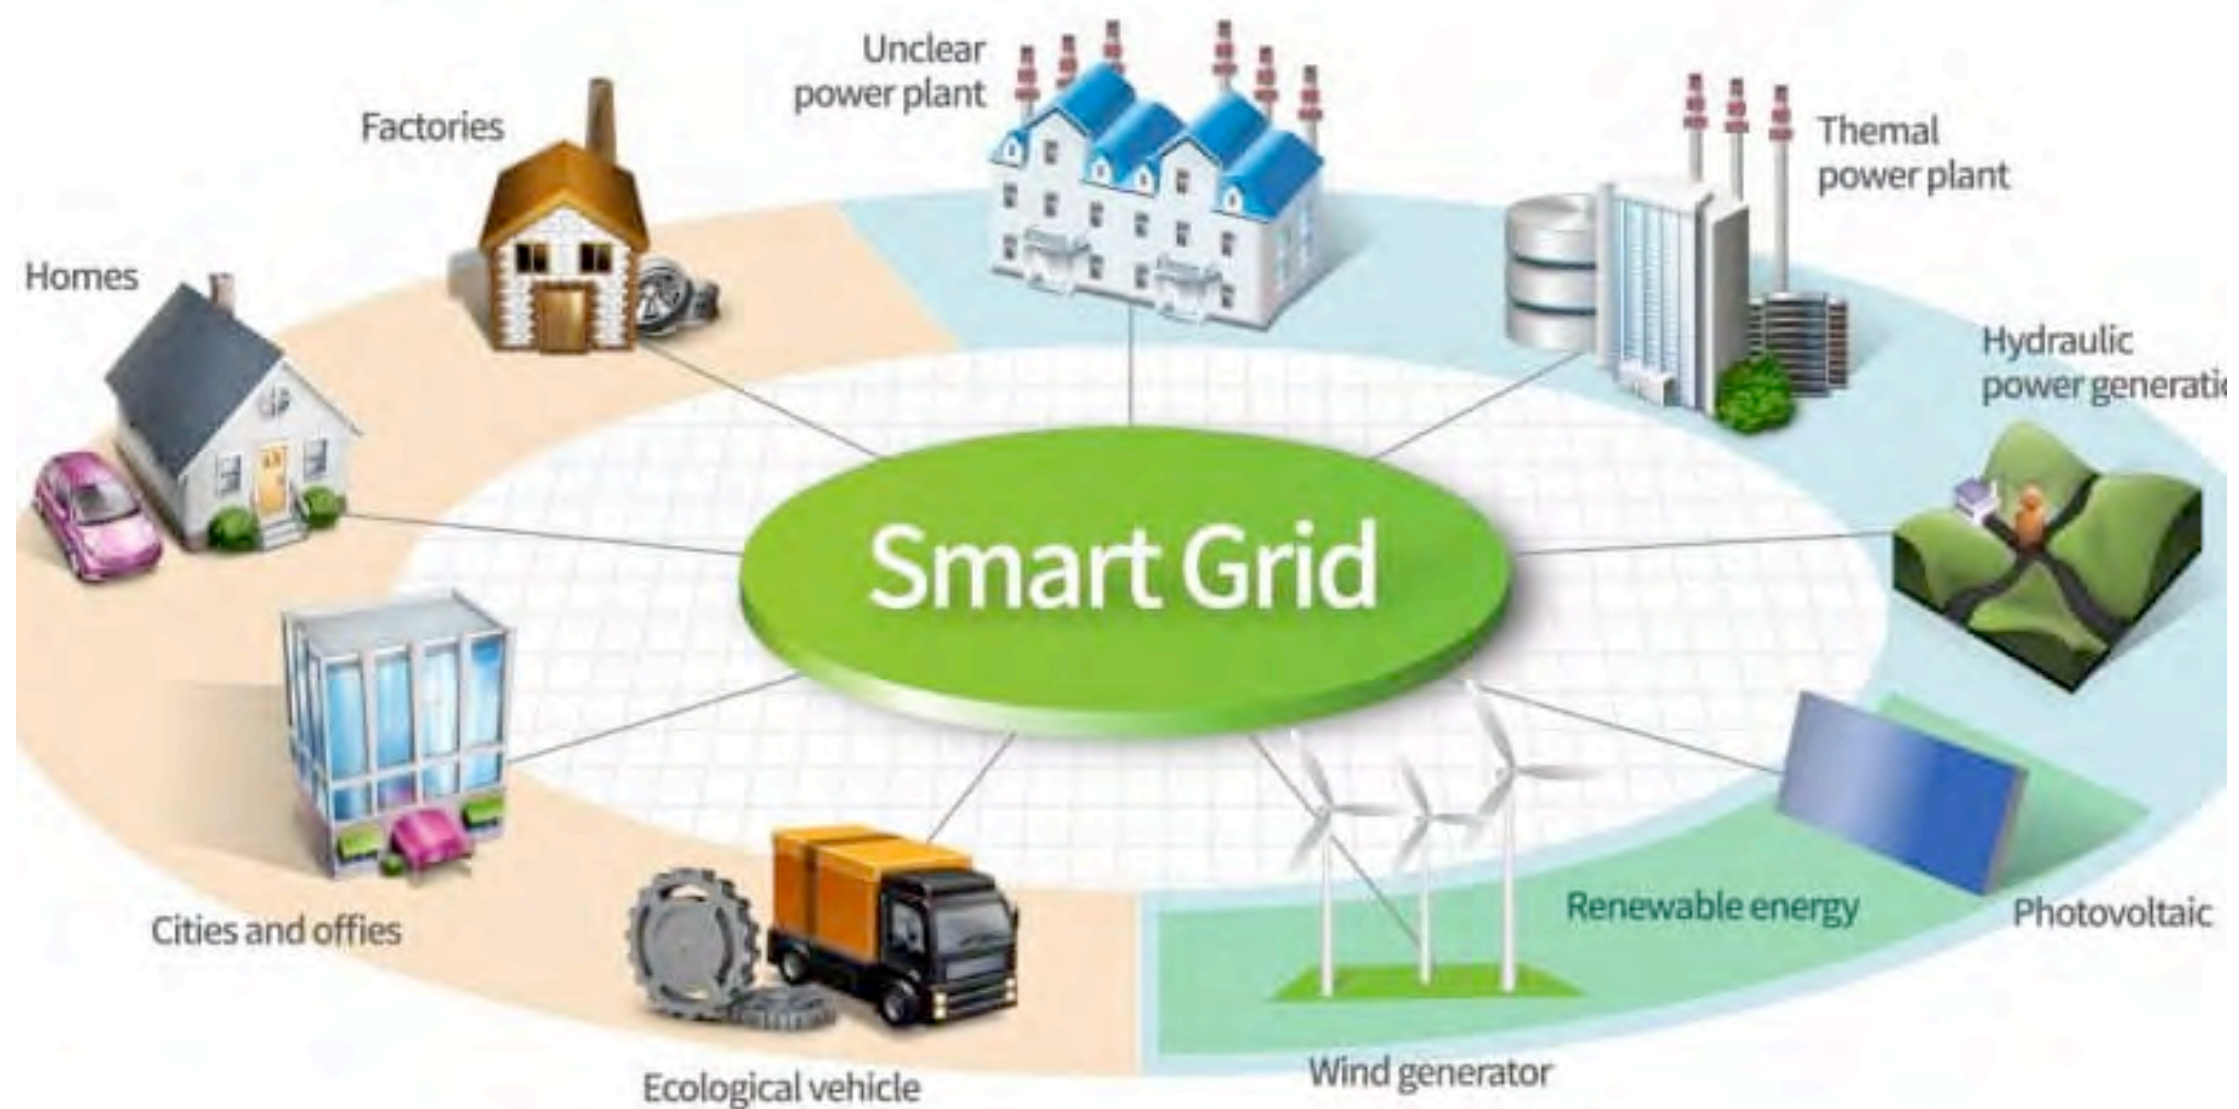 Unclear
power plant
Factories
Themal
power plant
Homes
Hydraulic
power generatio
Smart Grid
Renewable energy
Photovoltaic
Cities and offies
Wind generator
Ecological vehicle